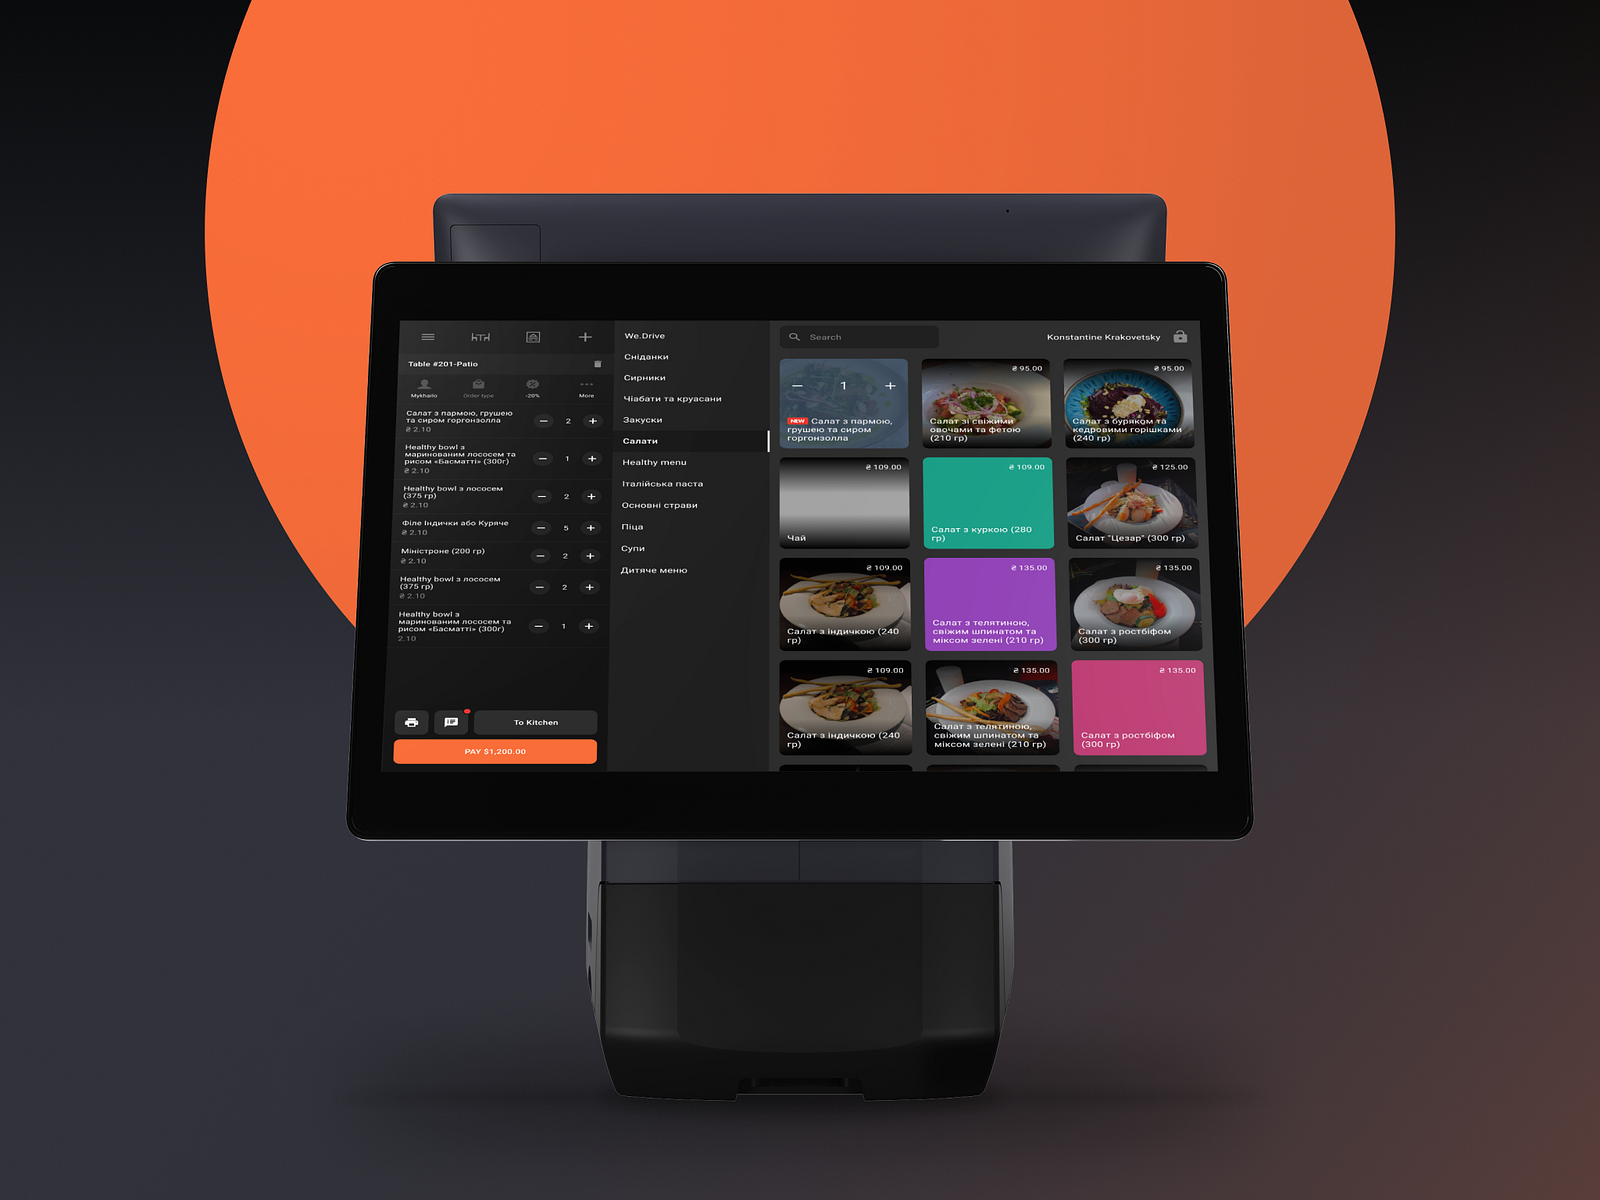 Table #201-Patio
Mykhailo
Order type
-20%
More
Салат з пармою, грушею
та сиром горгонзолла
₴ 2.10
2
Healthy bowl з
маринованим лососем та
рисом «Басматті» (300г)
₴ 2.10
1
Healthy bowl з лососем
(375 гр)
₴ 2.10
2
Філе Індички або Куряче
₴ 2.10
5
Міністроне (200 гр)
₴ 2.10
2
Healthy bowl з лососем
(375 гр)
₴ 2.10
2
Healthy bowl з
маринованим лососем та
рисом «Басматті» (300г)
2.10
1
To Kitchen
PAY $1,200.00
We.Drive
Сніданки
Сирники
Чіабати та круасани
Закуски
Салати
Healthy menu
Італійська паста
Основні страви
Піца
Супи
Дитяче меню
Search
Konstantine Krakovetsky
1
NEW Салат з пармою,
грушею та сиром
горгонзолла
₴ 95.00
Салат зі свіжими
овочами та фетою
(210 гр)
₴ 95.00
Салат з буряком та
кедровими горішками
(240 гр)
₴ 109.00
Чай
₴ 109.00
Салат з куркою (280
гр)
₴ 125.00
Салат "Цезар" (300 гр)
₴ 109.00
Салат з індичкою (240
гр)
₴ 135.00
Салат з телятиною,
свіжим шпинатом та
міксом зелені (210 гр)
₴ 135.00
Салат з ростбіфом
(300 гр)
₴ 109.00
Салат з індичкою (240
гр)
₴ 135.00
Салат з телятиною,
свіжим шпинатом та
міксом зелені (210 гр)
₴ 135.00
Салат з ростбіфом
(300 гр)